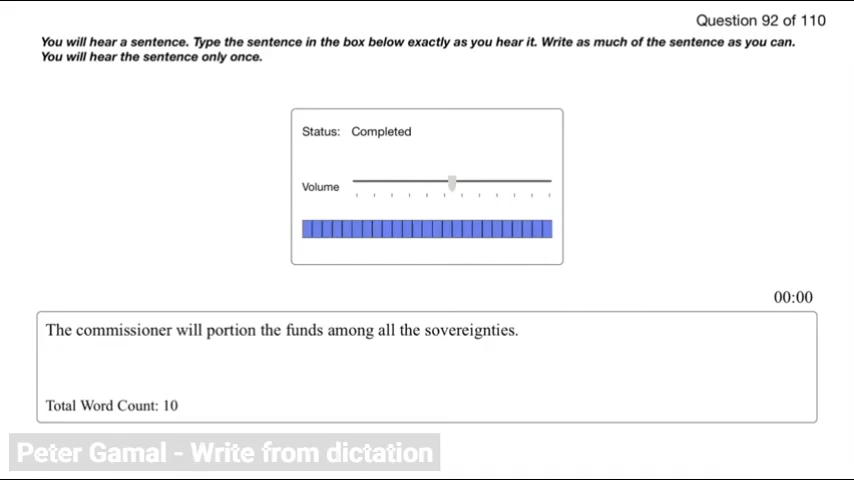 Question 92 of 110
You will hear a sentence. Type the sentence in the box below exactly as you hear it. Write as much of the sentence as you can.
You will hear the sentence only once.
Status: Completed
Volume
00:00
The commissioner will portion the funds among all the sovereignties.
Total Word Count: 10
Peter Gamal - Write from dictation